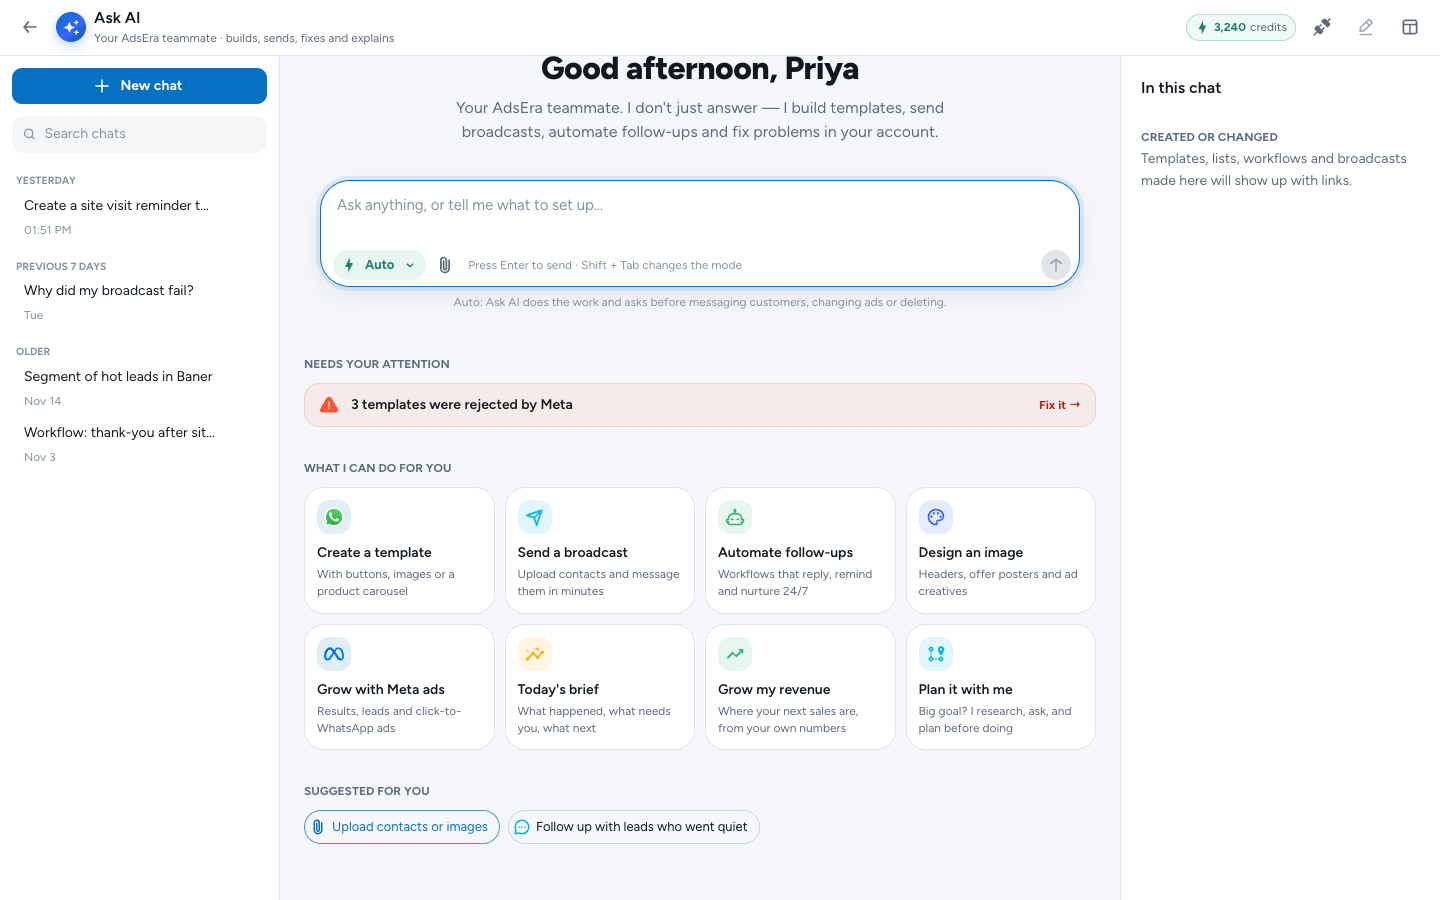 Ask AI
Your AdsEra teammate · builds, sends, fixes and explains
3,240 credits
New chat
Search chats
YESTERDAY
Create a site visit reminder t...
01:51 PM
PREVIOUS 7 DAYS
Why did my broadcast fail?
Tue
OLDER
Segment of hot leads in Baner
Nov 14
Workflow: thank-you after sit...
Nov 3
Good afternoon, Priya
Your AdsEra teammate. I don't just answer — I build templates, send
broadcasts, automate follow-ups and fix problems in your account.
Ask anything, or tell me what to set up...
Auto
Press Enter to send · Shift + Tab changes the mode
Auto: Ask AI does the work and asks before messaging customers, changing ads or deleting.
NEEDS YOUR ATTENTION
3 templates were rejected by Meta
Fix it →
WHAT I CAN DO FOR YOU
Create a template
With buttons, images or a
product carousel
Send a broadcast
Upload contacts and message
them in minutes
Automate follow-ups
Workflows that reply, remind
and nurture 24/7
Design an image
Headers, offer posters and ad
creatives
Grow with Meta ads
Results, leads and click-to-
WhatsApp ads
Today's brief
What happened, what needs
you, what next
Grow my revenue
Where your next sales are,
from your own numbers
Plan it with me
Big goal? I research, ask, and
plan before doing
SUGGESTED FOR YOU
Upload contacts or images
Follow up with leads who went quiet
In this chat
CREATED OR CHANGED
Templates, lists, workflows and broadcasts
made here will show up with links.